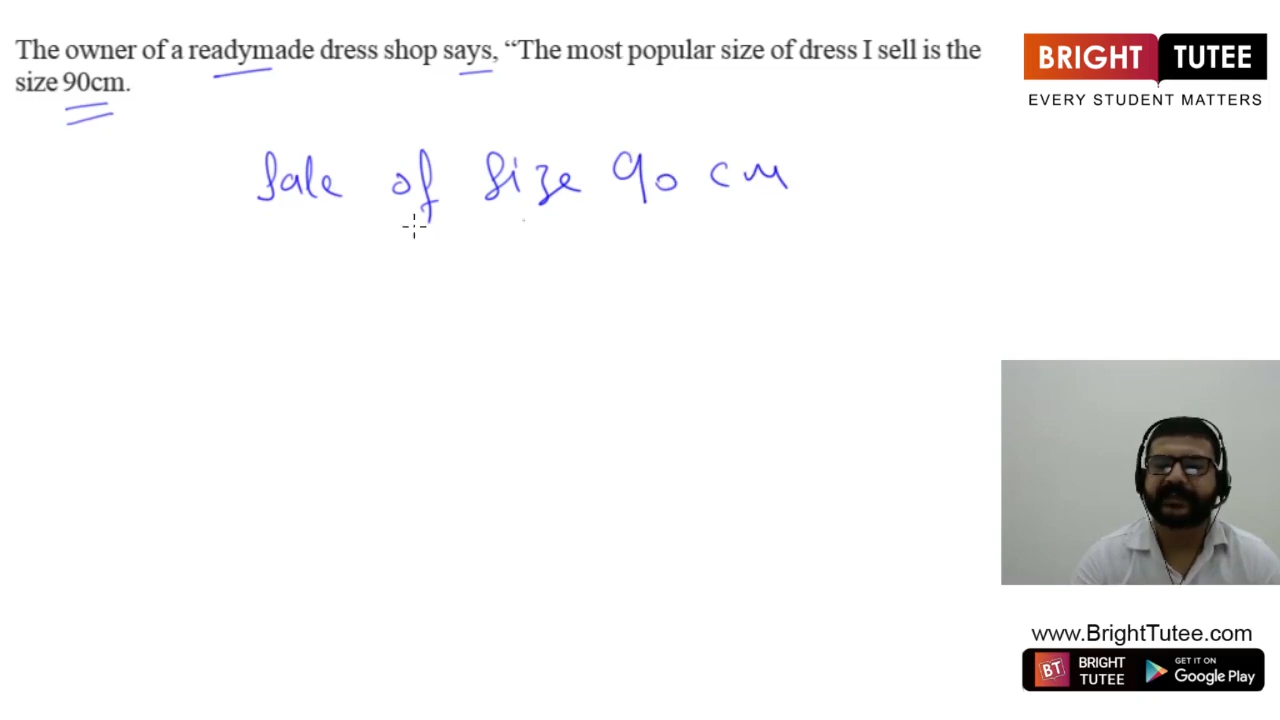 The owner of a readymade dress shop says, “The most popular size of dress I sell is the
size 90cm.
BRIGHT TUTEE
EVERY STUDENT MATTERS
Sale of Size 90 cm
www.BrightTutee.com
BT BRIGHT TUTEE
GET IT ON
Google Play